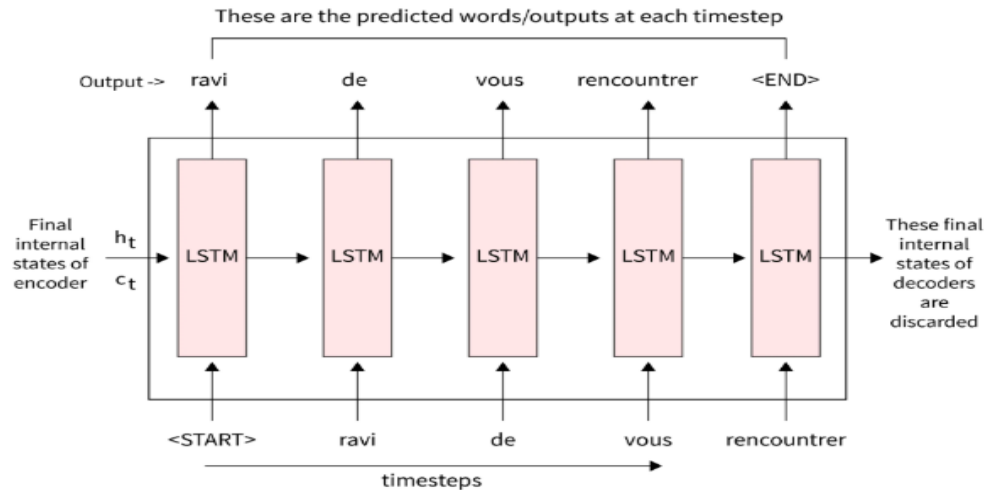 These are the predicted words/outputs at each timestep
Output -> ravi de vous rencountrer <END>
Final
internal
states of
encoder
ht
ct
LSTM LSTM LSTM LSTM LSTM
These final
internal
states of
decoders
are
discarded
<START> ravi de vous rencountrer
timesteps